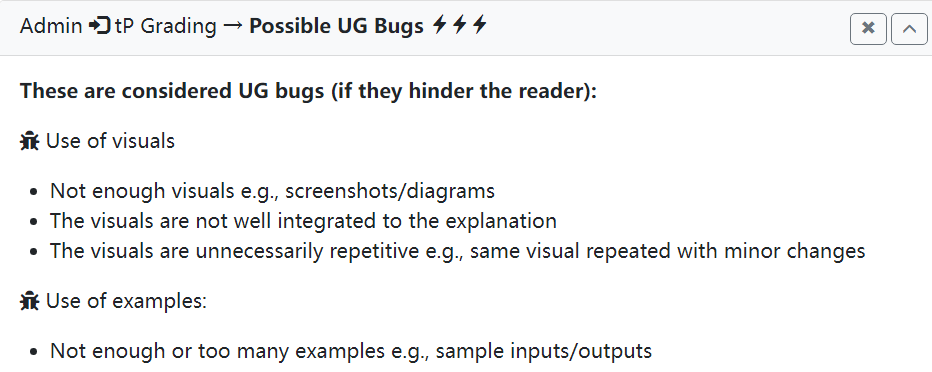 Admin tP Grading → Possible UG Bugs
These are considered UG bugs (if they hinder the reader):
Use of visuals
• Not enough visuals e.g., screenshots/diagrams
• The visuals are not well integrated to the explanation
• The visuals are unnecessarily repetitive e.g., same visual repeated with minor changes
Use of examples:
• Not enough or too many examples e.g., sample inputs/outputs